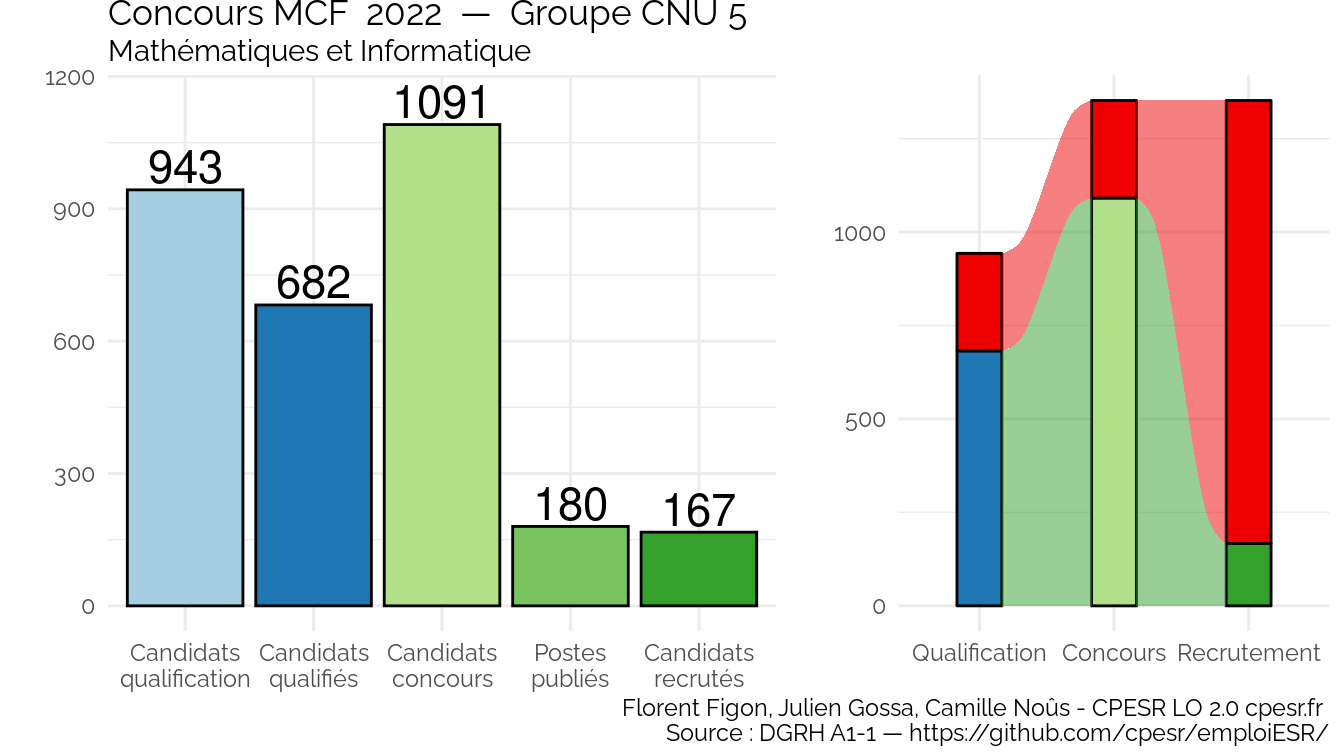 Concours MCF 2022 — Groupe CNU 5
Mathématiques et Informatique
1200
900
600
300
0
943
682
1091
180
167
Candidats
qualification
Candidats
qualifiés
Candidats
concours
Postes
publiés
Candidats
recrutés
1000
500
0
Qualification
Concours
Recrutement
Florent Figon, Julien Gossa, Camille Noûs - CPESR LO 2.0 cpesr.fr
Source : DGRH A1-1 — https://github.com/cpesr/emploiESR/